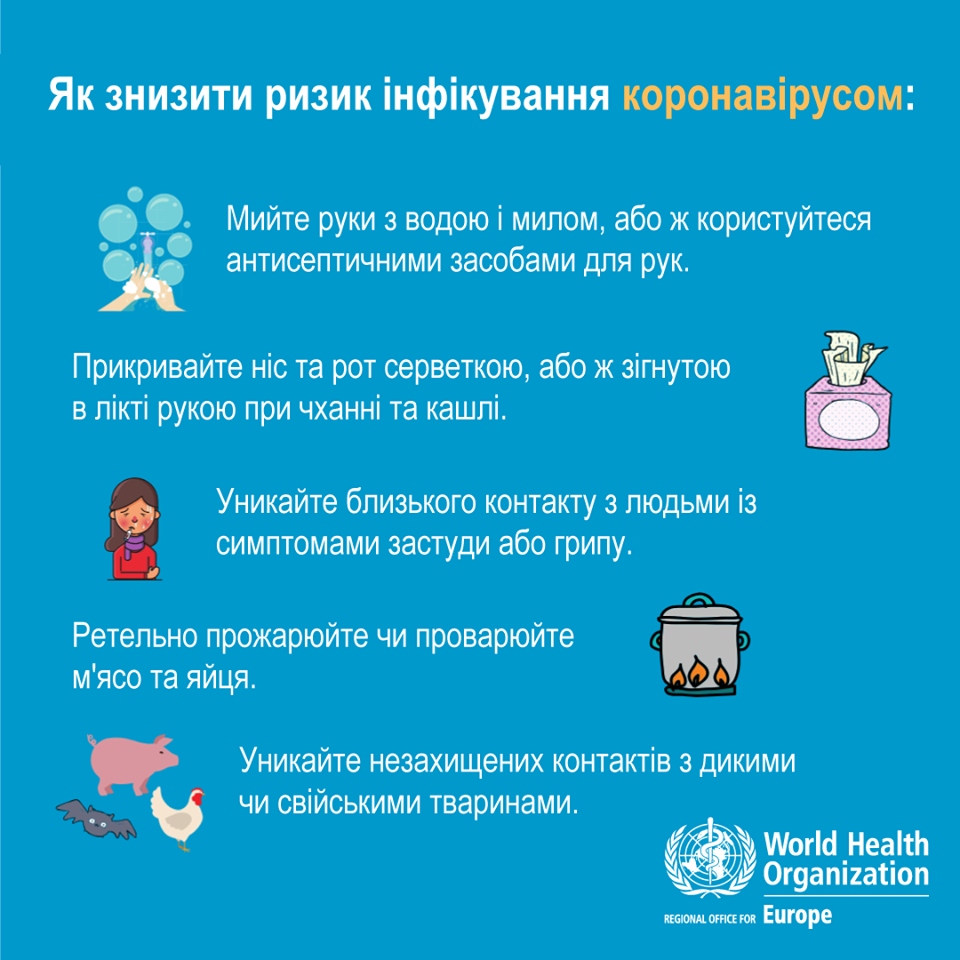 Як знизити ризик інфікування коронавірусом:
Мийте руки з водою і милом, або ж користуйтеся
антисептичними засобами для рук.
Прикривайте ніс та рот серветкою, або ж зігнутою
в лікті рукою при чханні та кашлі.
Уникайте близького контакту з людьми із
симптомами застуди або грипу.
Ретельно прожарюйте чи проварюйте
м'ясо та яйця.
Уникайте незахищених контактів з дикими
чи свійськими тваринами.
World Health
Organization
REGIONAL OFFICE FOR Europe